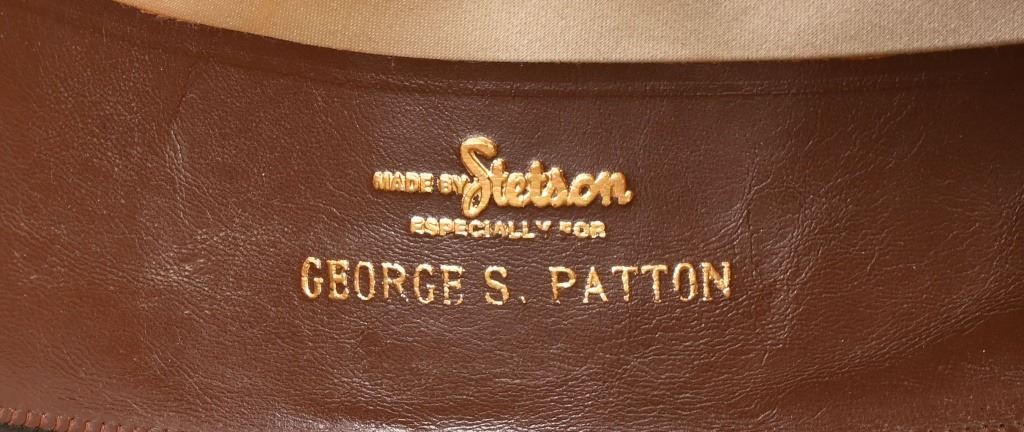 MADE BY Stetson
ESPECIALLY FOR
GEORGE S. PATTON